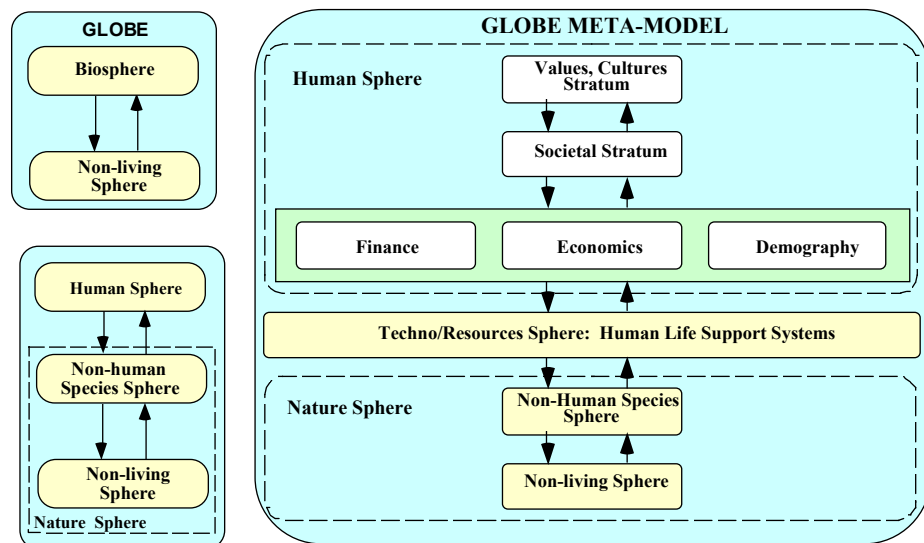 GLOBE
Biosphere
Non-living
Sphere
Human Sphere
Non-human
Species Sphere
Non-living
Sphere
Nature Sphere
GLOBE META-MODEL
Human Sphere
Values, Cultures
Stratum
Societal Stratum
Finance
Economics
Demography
Techno/Resources Sphere: Human Life Support Systems
Nature Sphere
Non-Human Species
Sphere
Non-living Sphere